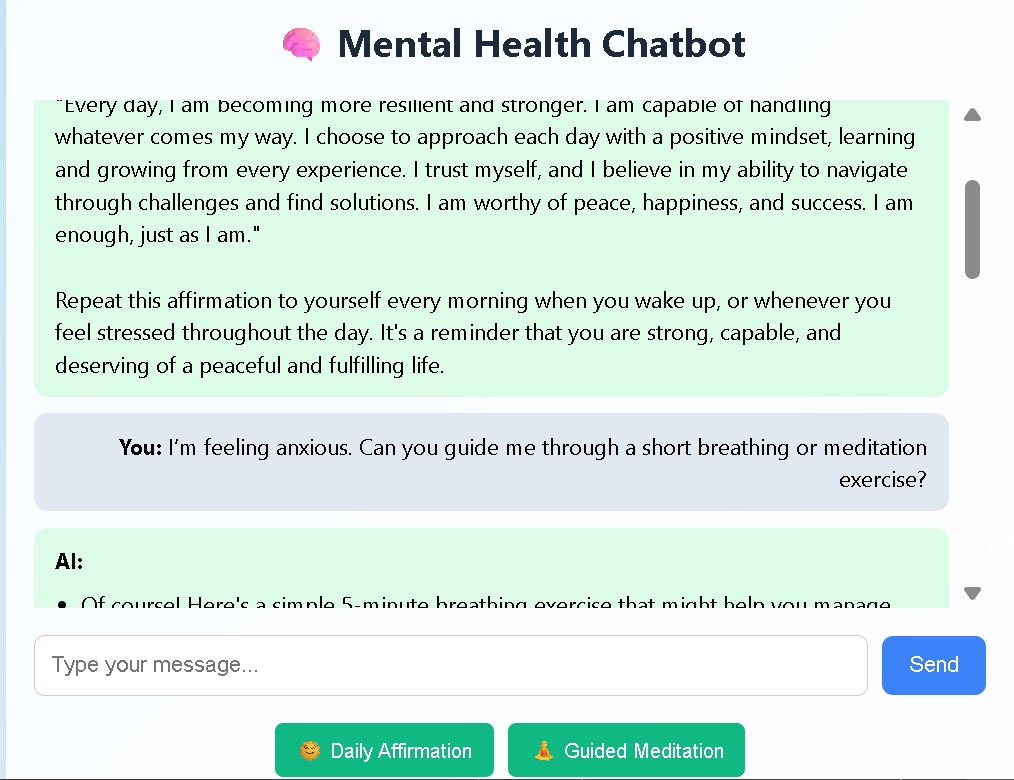 Mental Health Chatbot
"Every day, I am becoming more resilient and stronger. I am capable of handling
whatever comes my way. I choose to approach each day with a positive mindset, learning
and growing from every experience. I trust myself, and I believe in my ability to navigate
through challenges and find solutions. I am worthy of peace, happiness, and success. I am
enough, just as I am."
Repeat this affirmation to yourself every morning when you wake up, or whenever you
feel stressed throughout the day. It's a reminder that you are strong, capable, and
deserving of a peaceful and fulfilling life.
You: I’m feeling anxious. Can you guide me through a short breathing or meditation
exercise?
AI:
• Of course! Here's a simple 5-minute breathing exercise that might help you manage
Type your message...
Send
Daily Affirmation
Guided Meditation